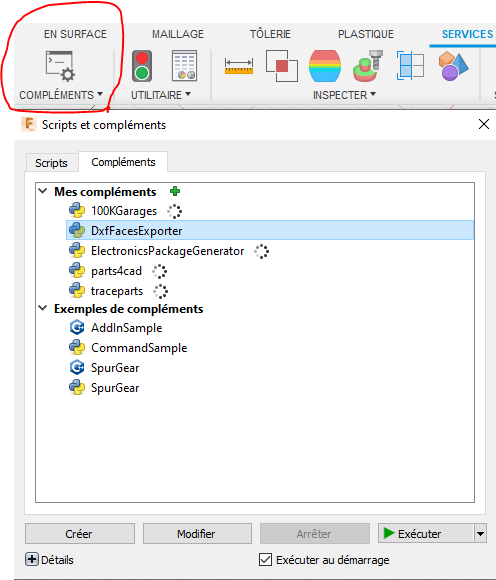 EN SURFACE MAILLAGE TÔLERIE PLASTIQUE SERVICES
COMPLÉMENTS UTILITAIRE INSPECTER
Scripts et compléments
Scripts Compléments
Mes compléments
100KGarages
DxfFacesExporter
ElectronicsPackageGenerator
parts4cad
traceparts
Exemples de compléments
AddInSample
CommandSample
SpurGear
SpurGear
Créer Modifier Arrêter Exécuter
Détails Exécuter au démarrage